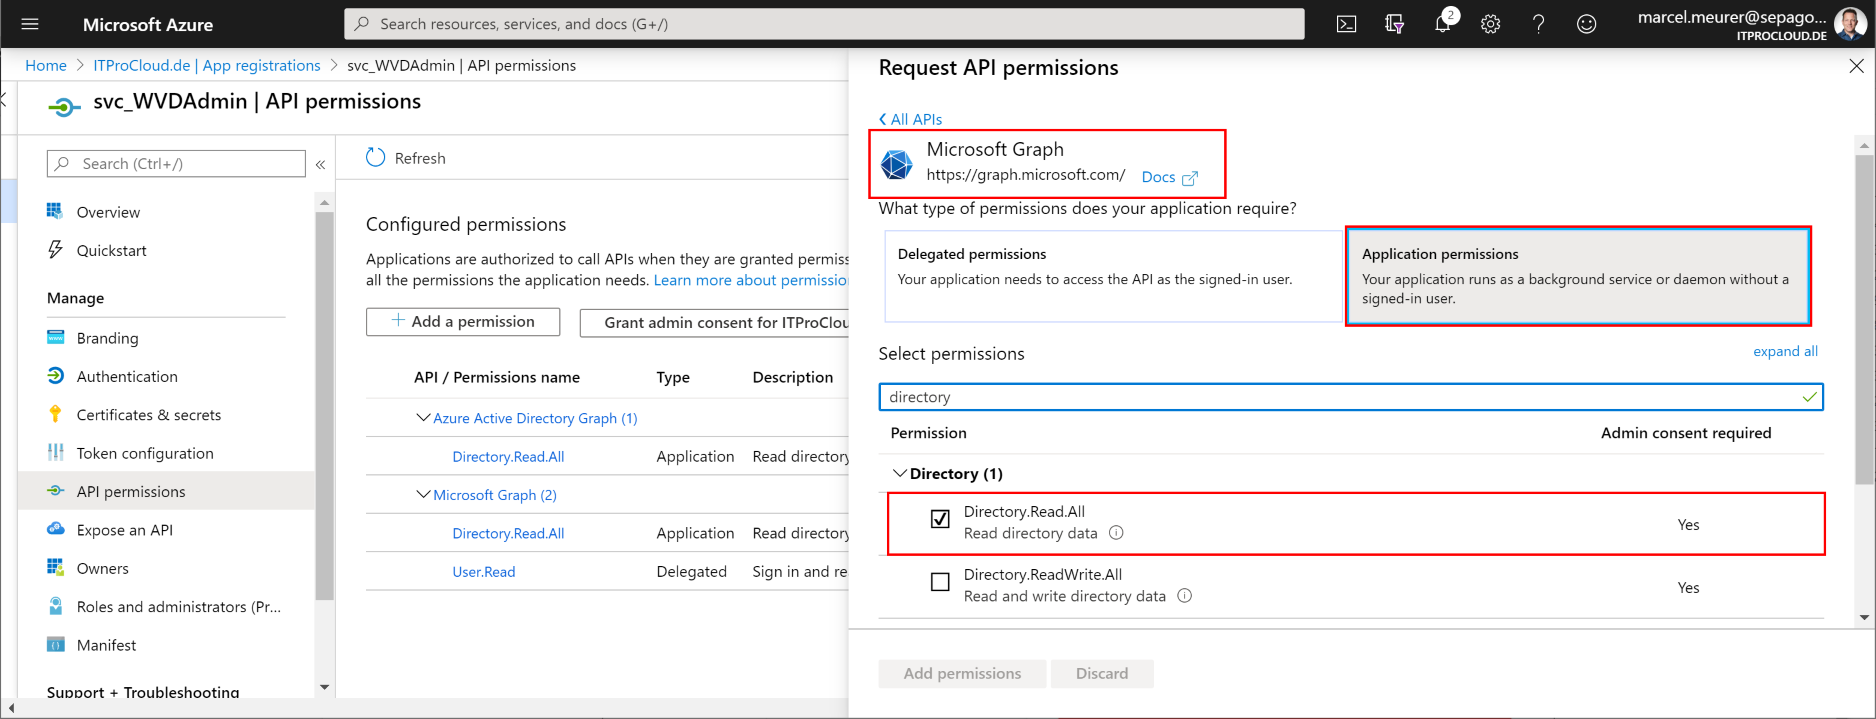 Microsoft Azure
Search resources, services, and docs (G+/)
2
marcel.meurer@sepago...
ITPROCLOUD.DE
Home > ITProCloud.de | App registrations > svc_WVDAdmin | API permissions
svc_WVDAdmin | API permissions
Search (Ctrl+/)
«
Overview
Quickstart
Manage
Branding
Authentication
Certificates & secrets
Token configuration
API permissions
Expose an API
Owners
Roles and administrators (Pr...
Manifest
Support + Troubleshooting
Refresh
Configured permissions
Applications are authorized to call APIs when they are granted permiss
all the permissions the application needs. Learn more about permissio
+ Add a permission
Grant admin consent for ITProClou
API / Permissions name Type Description
Azure Active Directory Graph (1)
Directory.Read.All Application Read directory
Microsoft Graph (2)
Directory.Read.All Application Read directory
User.Read Delegated Sign in and re
Request API permissions
All APIs
Microsoft Graph
https://graph.microsoft.com/ Docs
What type of permissions does your application require?
Delegated permissions
Your application needs to access the API as the signed-in user.
Application permissions
Your application runs as a background service or daemon without a
signed-in user.
Select permissions
expand all
directory
Permission Admin consent required
Directory (1)
Directory.Read.All
Read directory data
Yes
Directory.ReadWrite.All
Read and write directory data
Yes
Add permissions
Discard